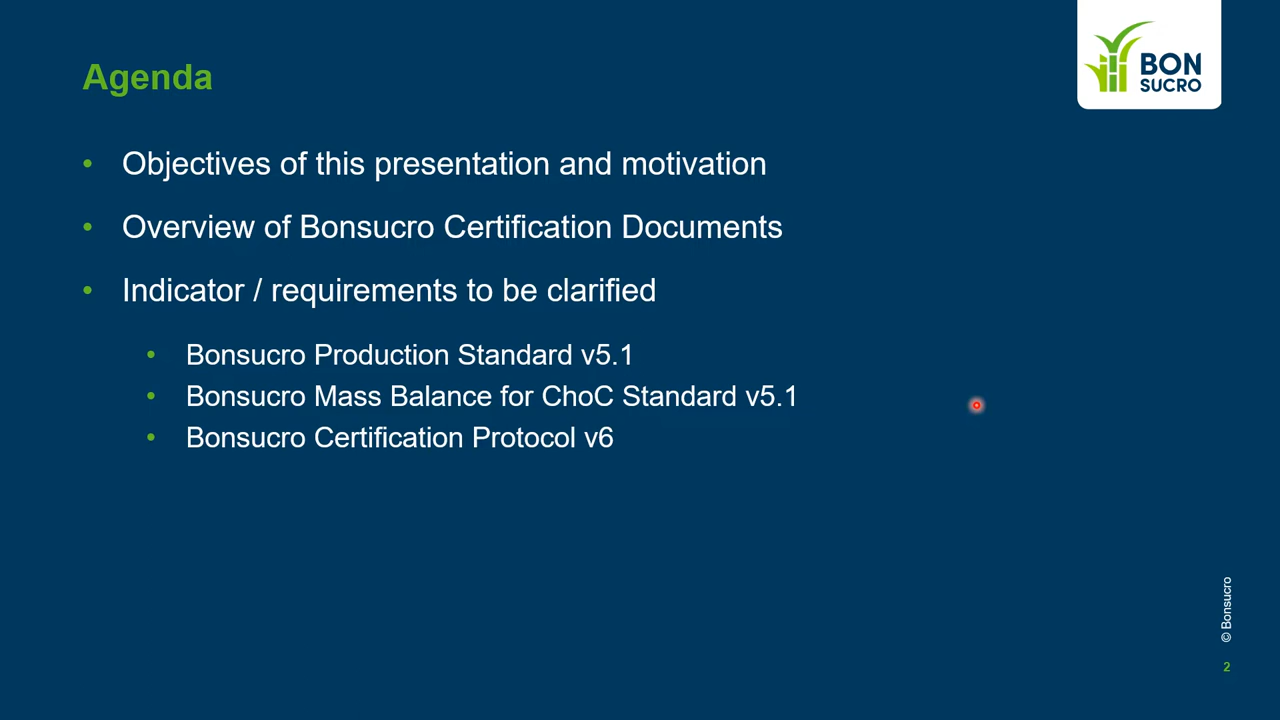 Agenda
BON
SUCRO
• Objectives of this presentation and motivation
• Overview of Bonsucro Certification Documents
• Indicator / requirements to be clarified
• Bonsucro Production Standard v5.1
• Bonsucro Mass Balance for ChoC Standard v5.1
• Bonsucro Certification Protocol v6
© Bonsucro
2